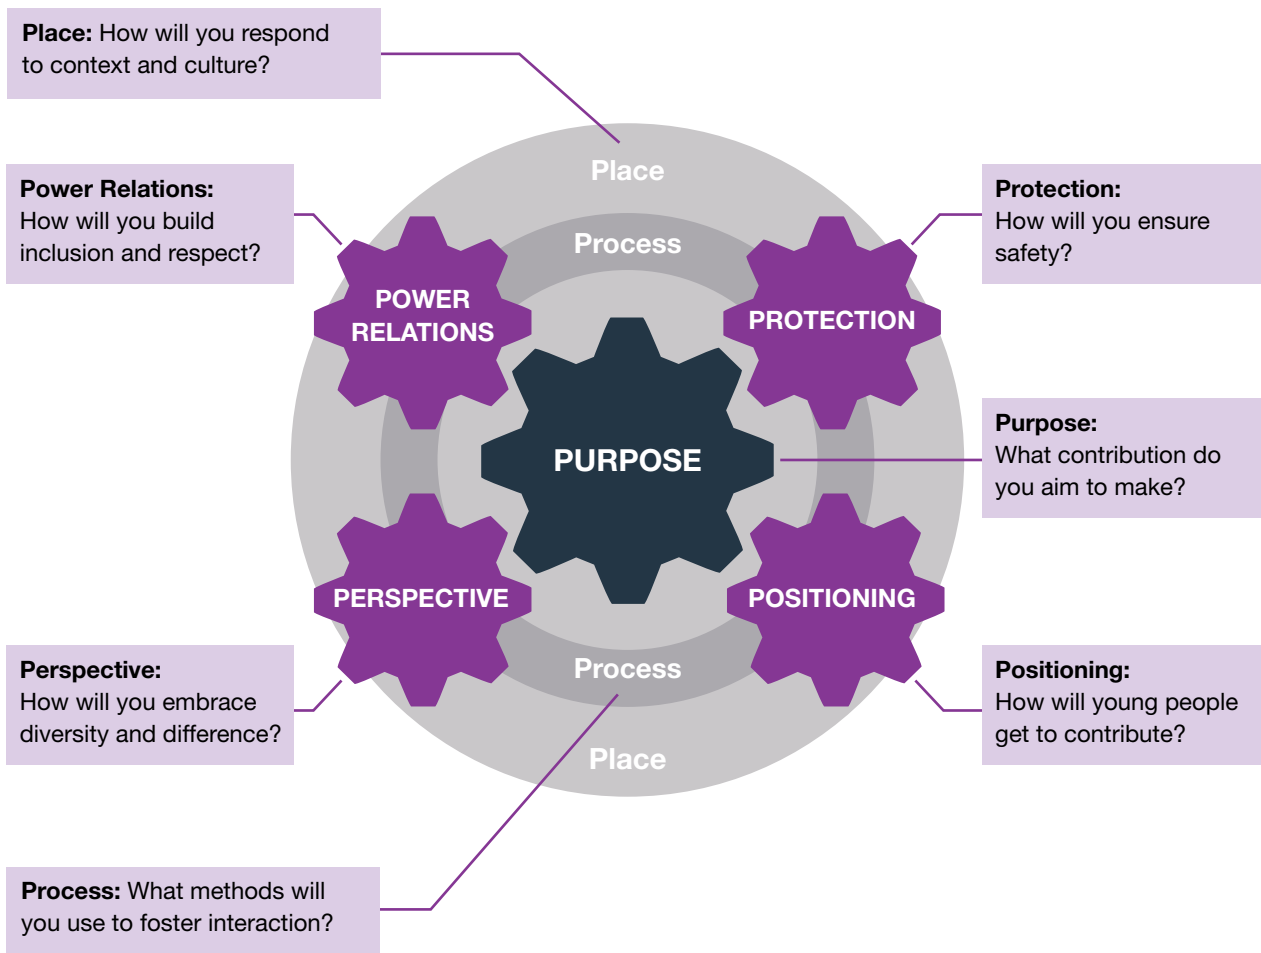 Place: How will you respond
to context and culture?
Power Relations:
How will you build
inclusion and respect?
Protection:
How will you ensure
safety?
Place
Process
POWER
RELATIONS
PROTECTION
PURPOSE
Purpose:
What contribution do
you aim to make?
PERSPECTIVE
POSITIONING
Process
Place
Perspective:
How will you embrace
diversity and difference?
Positioning:
How will young people
get to contribute?
Process: What methods will
you use to foster interaction?